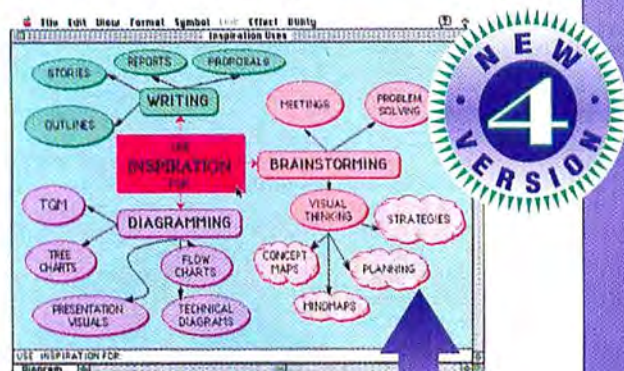 File Edit View Format Symbol Link Effect Utility
Inspiration Uses
NEW
4
VERSION
STORIES
REPORTS
PROPOSALS
WRITING
OUTLINES
MEETINGS
PROBLEM
SOLVING
USE
INSPIRATION
FOR:
BRAINSTORMING
TQM
DIAGRAMMING
VISUAL
THINKING
STRATEGIES
TREE
CHARTS
FLOW
CHARTS
CONCEPT
MAPS
PLANNING
MINDMAPS
PRESENTATION
VISUALS
TECHNICAL
DIAGRAMS
USE INSPIRATION FOR:
Diagram